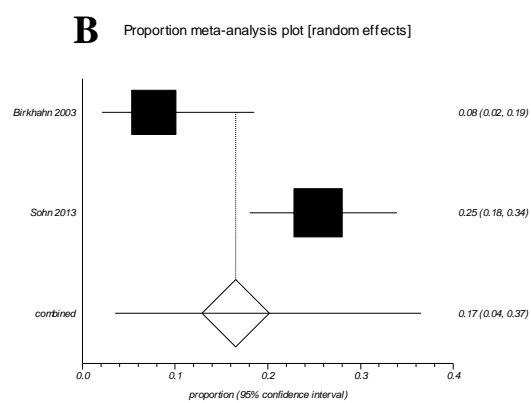 B Proportion meta-analysis plot [random effects]
Birkhahn 2003 0.08 (0.02, 0.19)
Sohn 2013 0.25 (0.18, 0.34)
combined 0.17 (0.04, 0.37)
0.0 0.1 0.2 0.3 0.4
proportion (95% confidence interval)